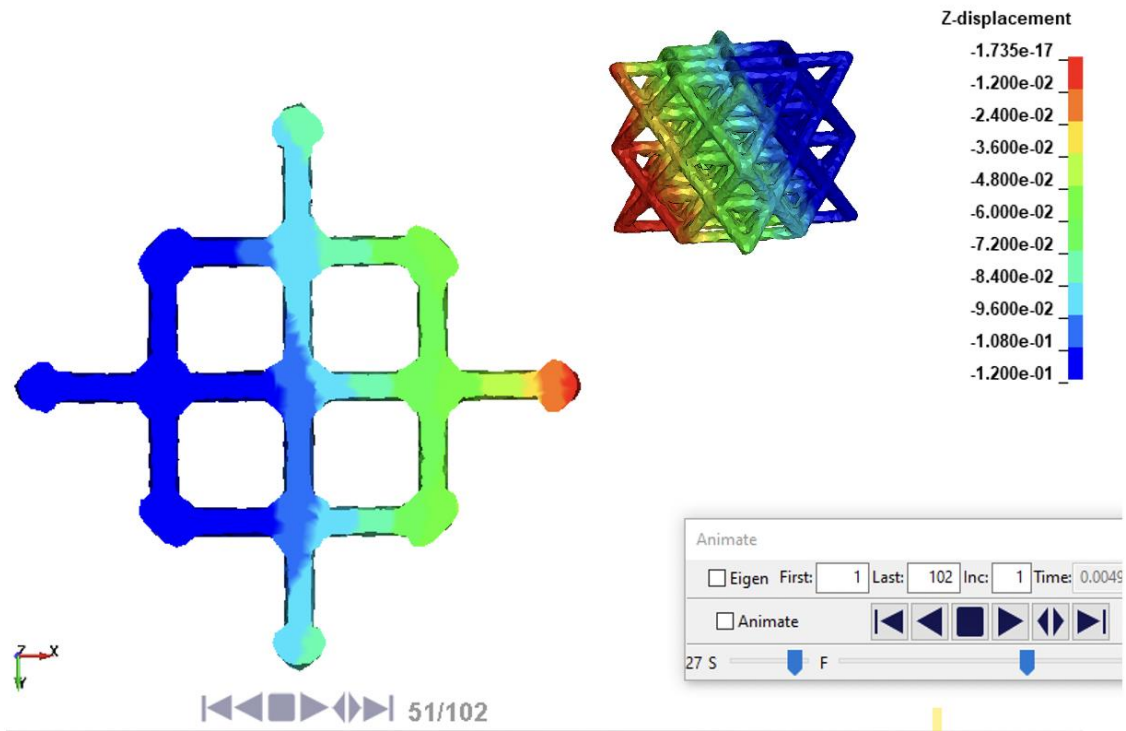 Z-displacement
-1.735e-17
-1.200e-02
-2.400e-02
-3.600e-02
-4.800e-02
-6.000e-02
-7.200e-02
-8.400e-02
-9.600e-02
-1.080e-01
-1.200e-01
Animate
Eigen First: 1 Last: 102 Inc: 1 Time: 0.0049
Animate
27 S F
Z X
Y
51/102